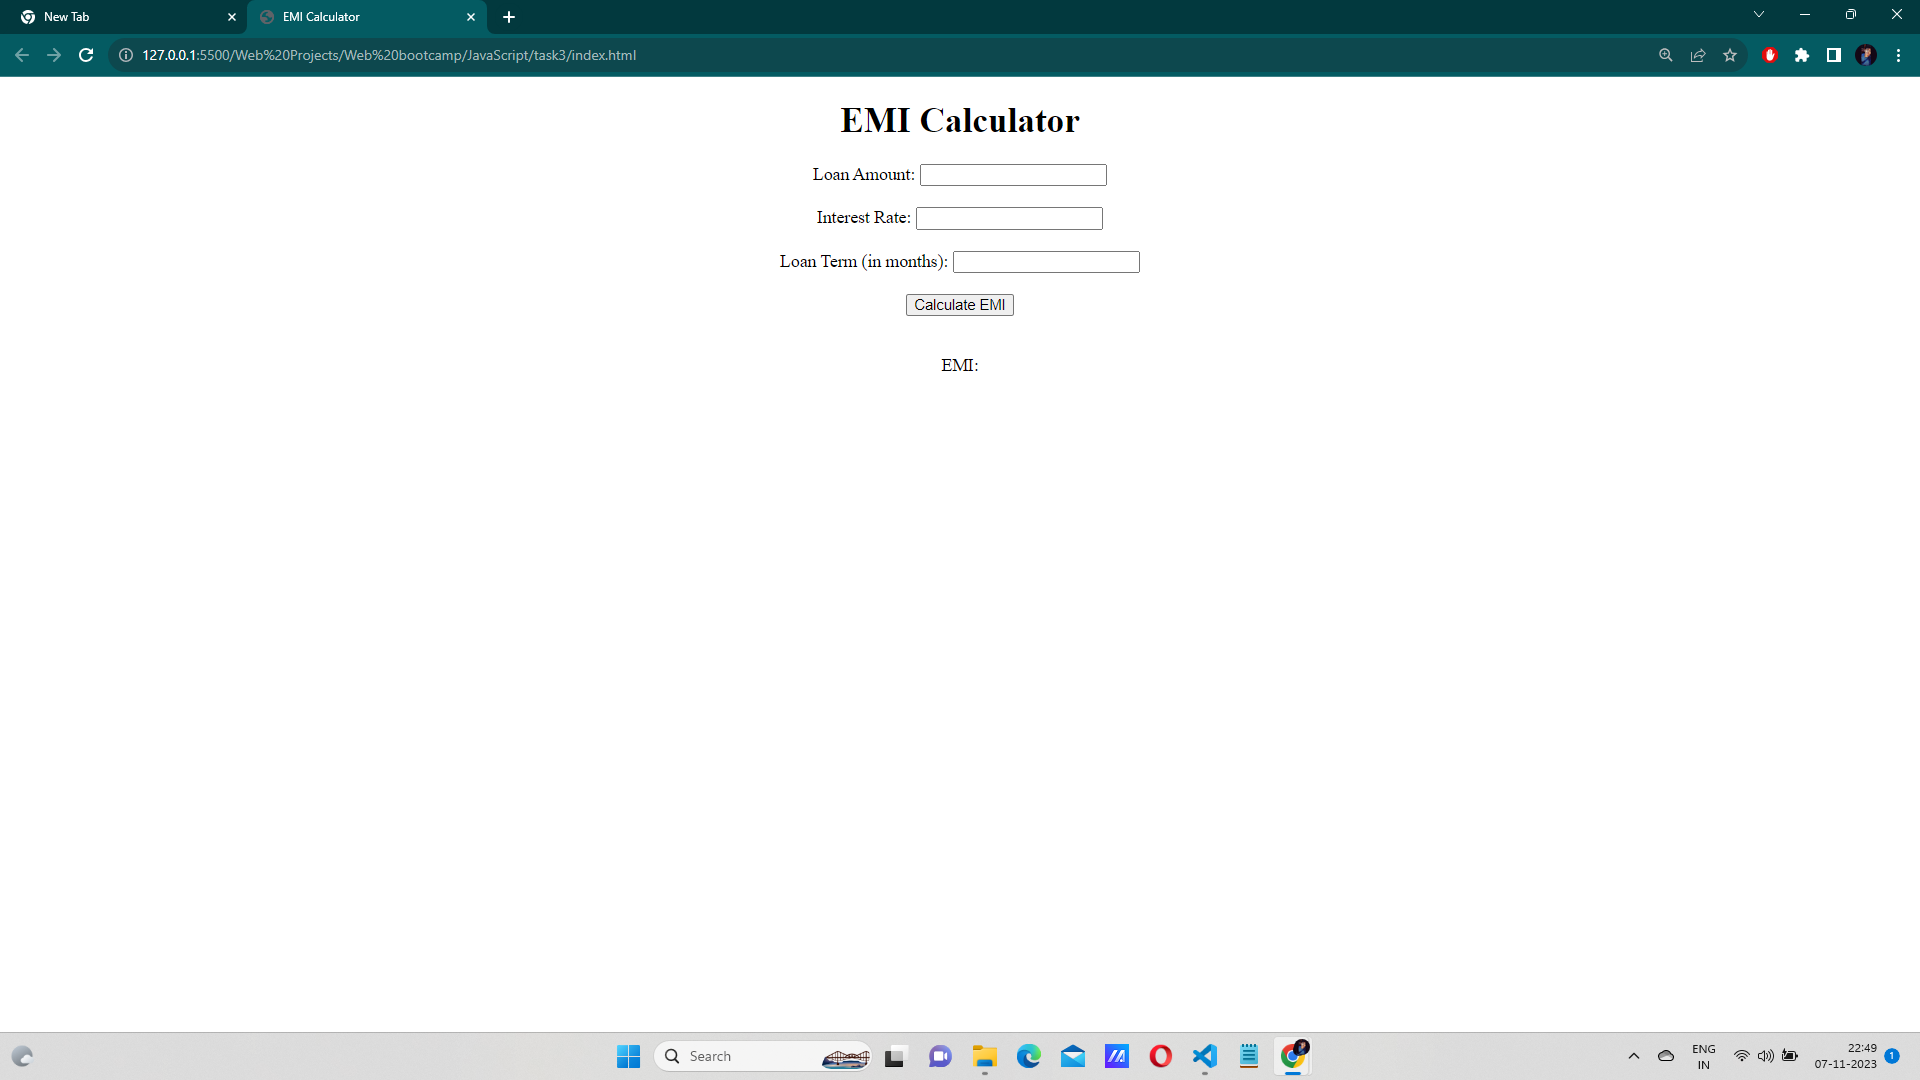 New Tab
EMI Calculator
127.0.0.1:5500/Web%20Projects/Web%20bootcamp/JavaScript/task3/index.html
EMI Calculator
Loan Amount:
Interest Rate:
Loan Term (in months):
Calculate EMI
EMI:
Search
ENG
IN
22:49
07-11-2023
1